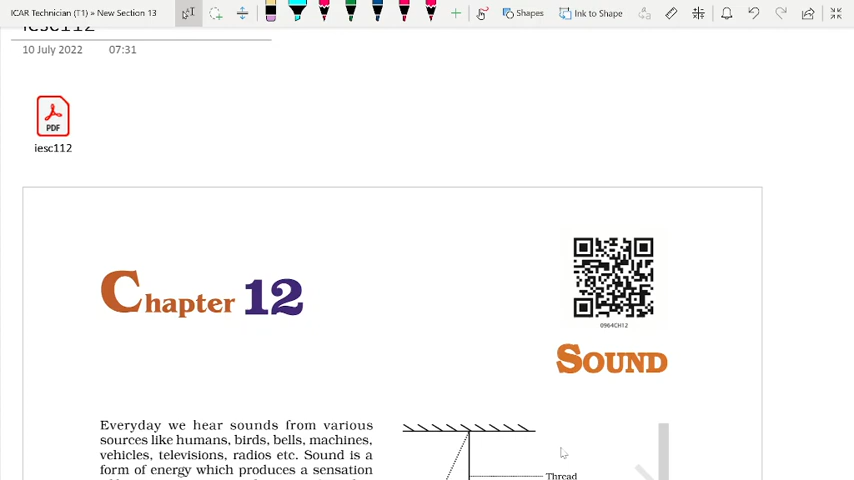 ICAR Technician (T1) » New Section 13
Shapes
Ink to Shape
iesc112
10 July 2022 07:31
PDF
iesc112
Chapter 12
0964CH12
SOUND
Everyday we hear sounds from various
sources like humans, birds, bells, machines,
vehicles, televisions, radios etc. Sound is a
form of energy which produces a sensation
Thread